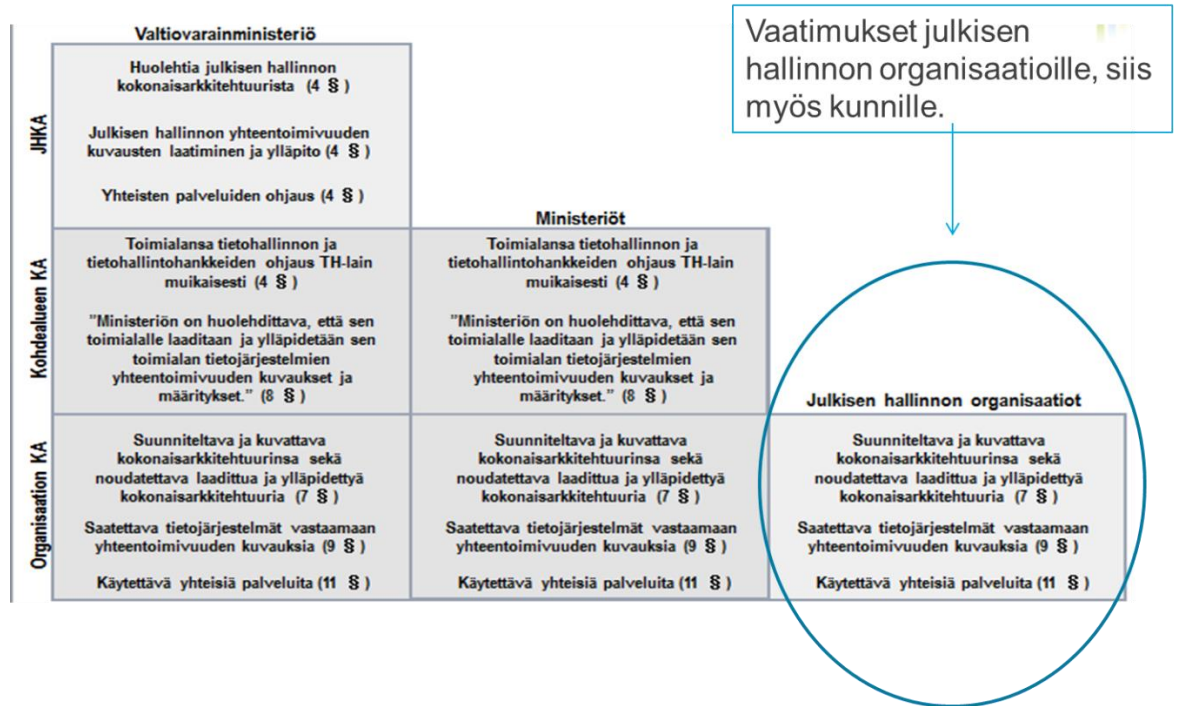 Valtiovarainministeriö
Vaatimukset julkisen
hallinnon organisaatioille, siis
myös kunnille.
JHKA
Huolehtia julkisen hallinnon
kokonaisarkkitehtuurista (4 §)
Julkisen hallinnon yhteentoimivuuden
kuvausten laatiminen ja ylläpito (4 §)
Yhteisten palveluiden ohjaus (4 §)
Ministeriöt
Kohdealueen KA
Toimialansa tietohallinnon ja
tietohallintohankkeiden ohjaus TH-lain
muikaisesti (4 §)
"Ministeriön on huolehdittava, että sen
toimialalle laaditaan ja ylläpidetään sen
toimialan tietojärjestelmien
yhteentoimivuuden kuvaukset ja
määritykset." (8 §)
Toimialansa tietohallinnon ja
tietohallintohankkeiden ohjaus TH-lain
muikaisesti (4 §)
"Ministeriön on huolehdittava, että sen
toimialalle laaditaan ja ylläpidetään sen
toimialan tietojärjestelmien
yhteentoimivuuden kuvaukset ja
määritykset." (8 §)
Julkisen hallinnon organisaatiot
Organisaation KA
Suunniteltava ja kuvattava
kokonaisarkkitehtuurinsa sekä
noudatettava laadittua ja ylläpidettyä
kokonaisarkkitehtuuria (7 §)
Saatettava tietojärjestelmät vastaamaan
yhteentoimivuuden kuvauksia (9 §)
Käytettävä yhteisiä palveluita (11 §)
Suunniteltava ja kuvattava
kokonaisarkkitehtuurinsa sekä
noudatettava laadittua ja ylläpidettyä
kokonaisarkkitehtuuria (7 §)
Saatettava tietojärjestelmät vastaamaan
yhteentoimivuuden kuvauksia (9 §)
Käytettävä yhteisiä palveluita (11 §)
Suunniteltava ja kuvattava
kokonaisarkkitehtuurinsa sekä
noudatettava laadittua ja ylläpidettyä
kokonaisarkkitehtuuria (7 §)
Saatettava tietojärjestelmät vastaamaan
yhteentoimivuuden kuvauksia (9 §)
Käytettävä yhteisiä palveluita (11 §)